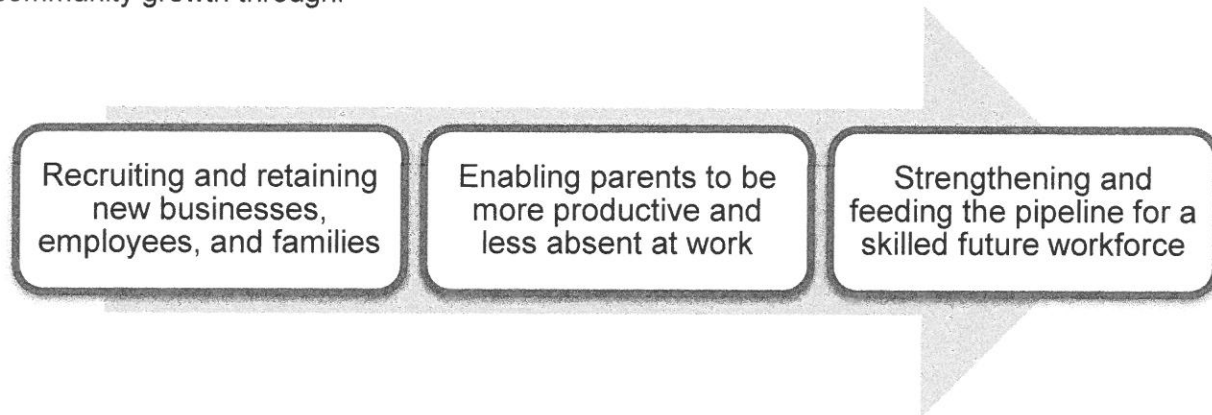 community growth through:
Recruiting and retaining
new businesses,
employees, and families
Enabling parents to be
more productive and
less absent at work
Strengthening and
feeding the pipeline for a
skilled future workforce